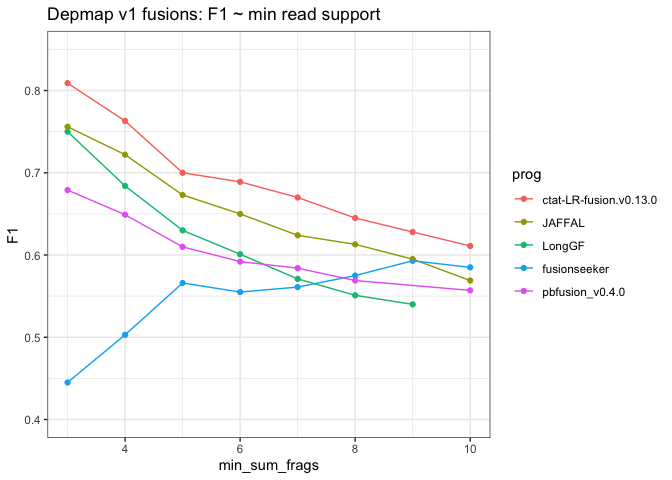 Depmap v1 fusions: F1 ~ min read support
F1
0.8
0.7
0.6
0.5
0.4
4 6 8 10
min_sum_frags
prog
ctat-LR-fusion.v0.13.0
JAFFAL
LongGF
fusionseeker
pbfusion_v0.4.0